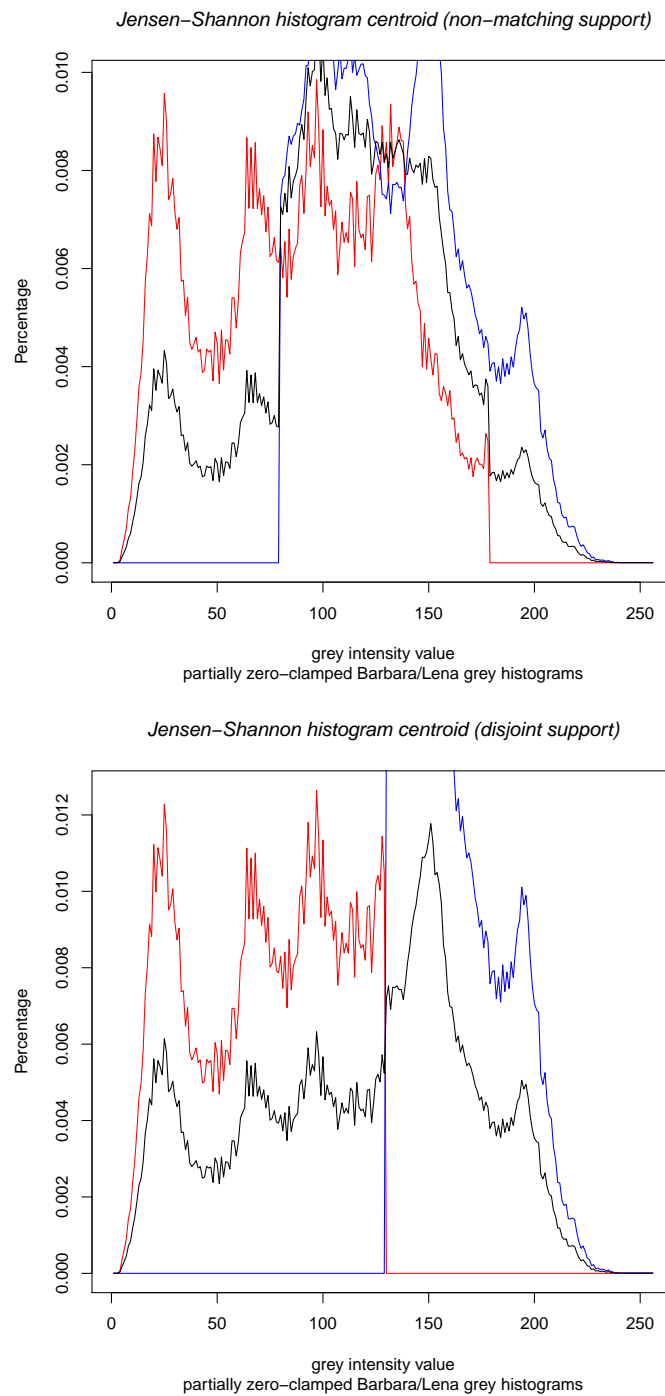 Jensen−Shannon histogram centroid (non−matching support)
0.010
0.008
0.006
0.004
0.002
0.000
Percentage
0 50 100 150 200 250
grey intensity value
partially zero−clamped Barbara/Lena grey histograms
Jensen−Shannon histogram centroid (disjoint support)
0.012
0.010
0.008
0.006
0.004
0.002
0.000
Percentage
0 50 100 150 200 250
grey intensity value
partially zero−clamped Barbara/Lena grey histograms